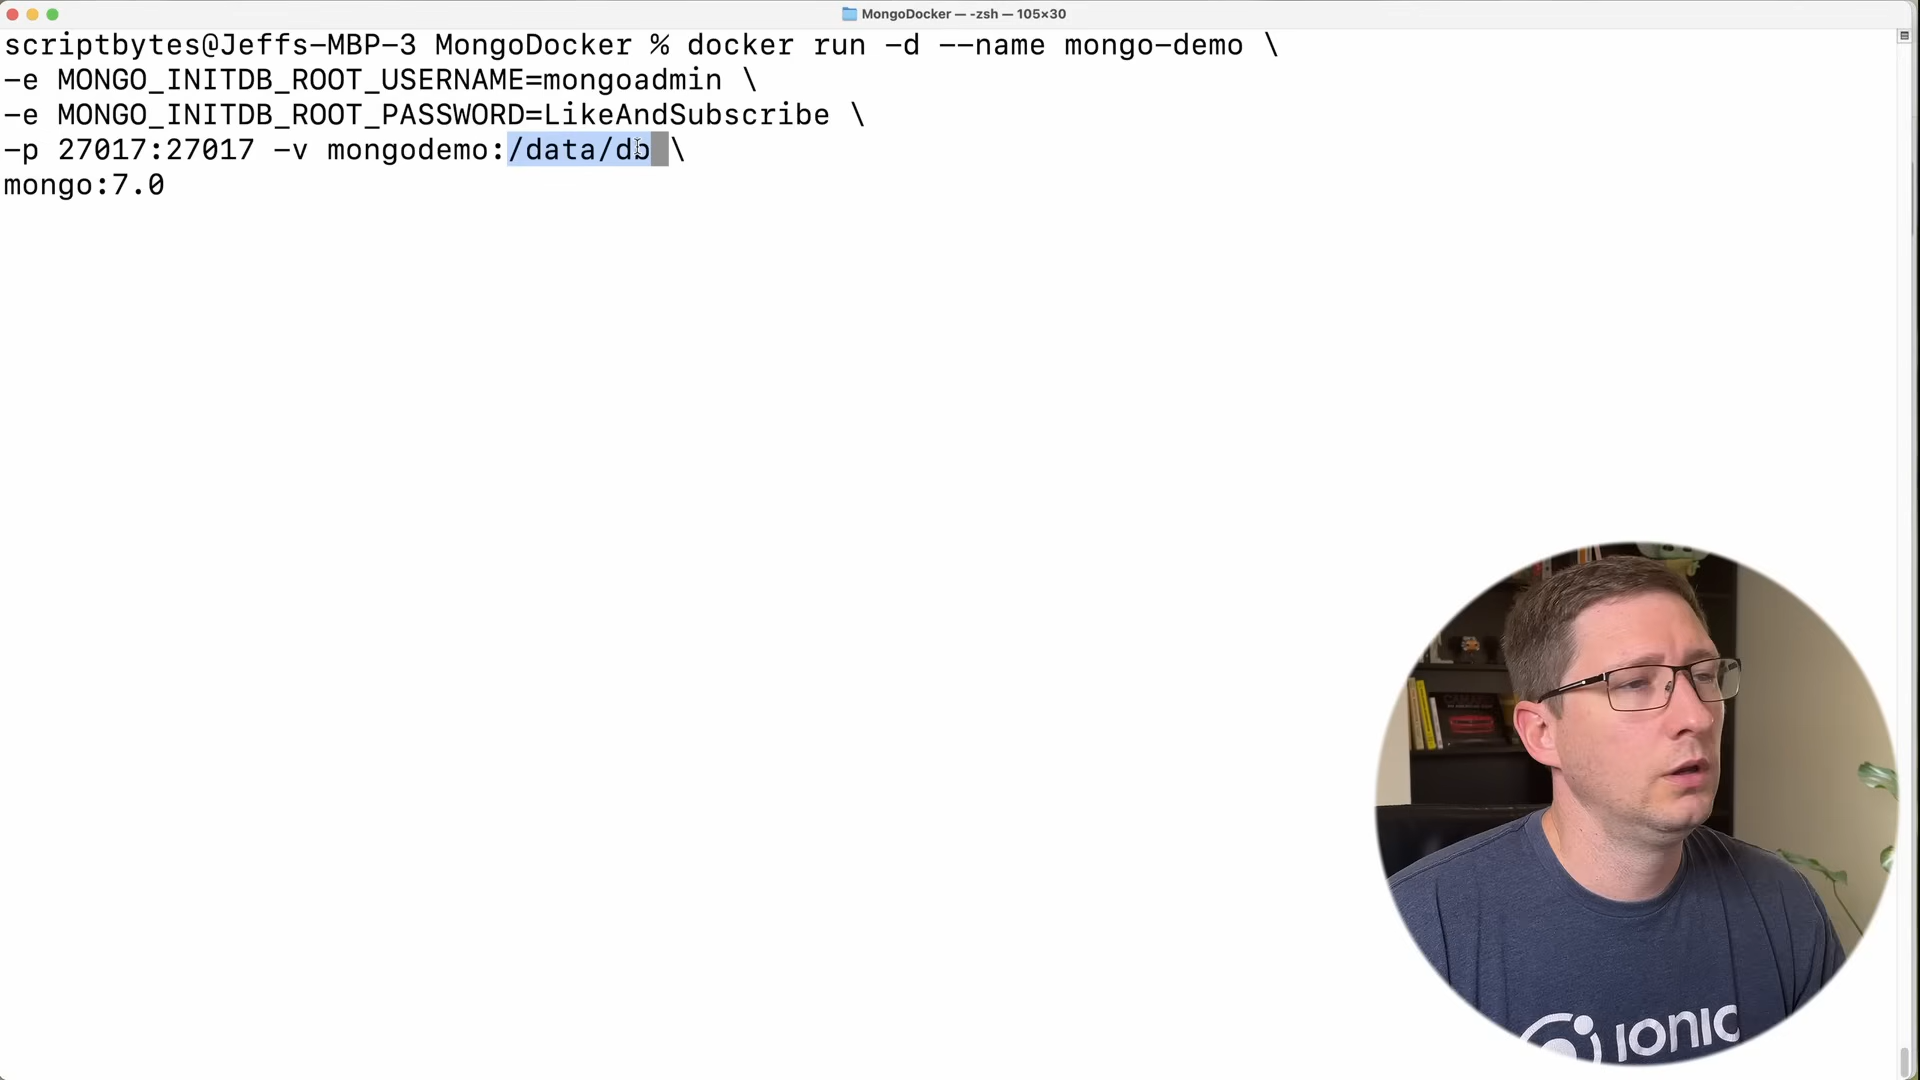 MongoDocker — -zsh — 105×30
scriptbytes@Jeffs-MBP-3 MongoDocker % docker run -d --name mongo-demo \
-e MONGO_INITDB_ROOT_USERNAME=mongoadmin \
-e MONGO_INITDB_ROOT_PASSWORD=LikeAndSubscribe \
-p 27017:27017 -v mongodemo:/data/db \
mongo:7.0
CAMARO
IONIC